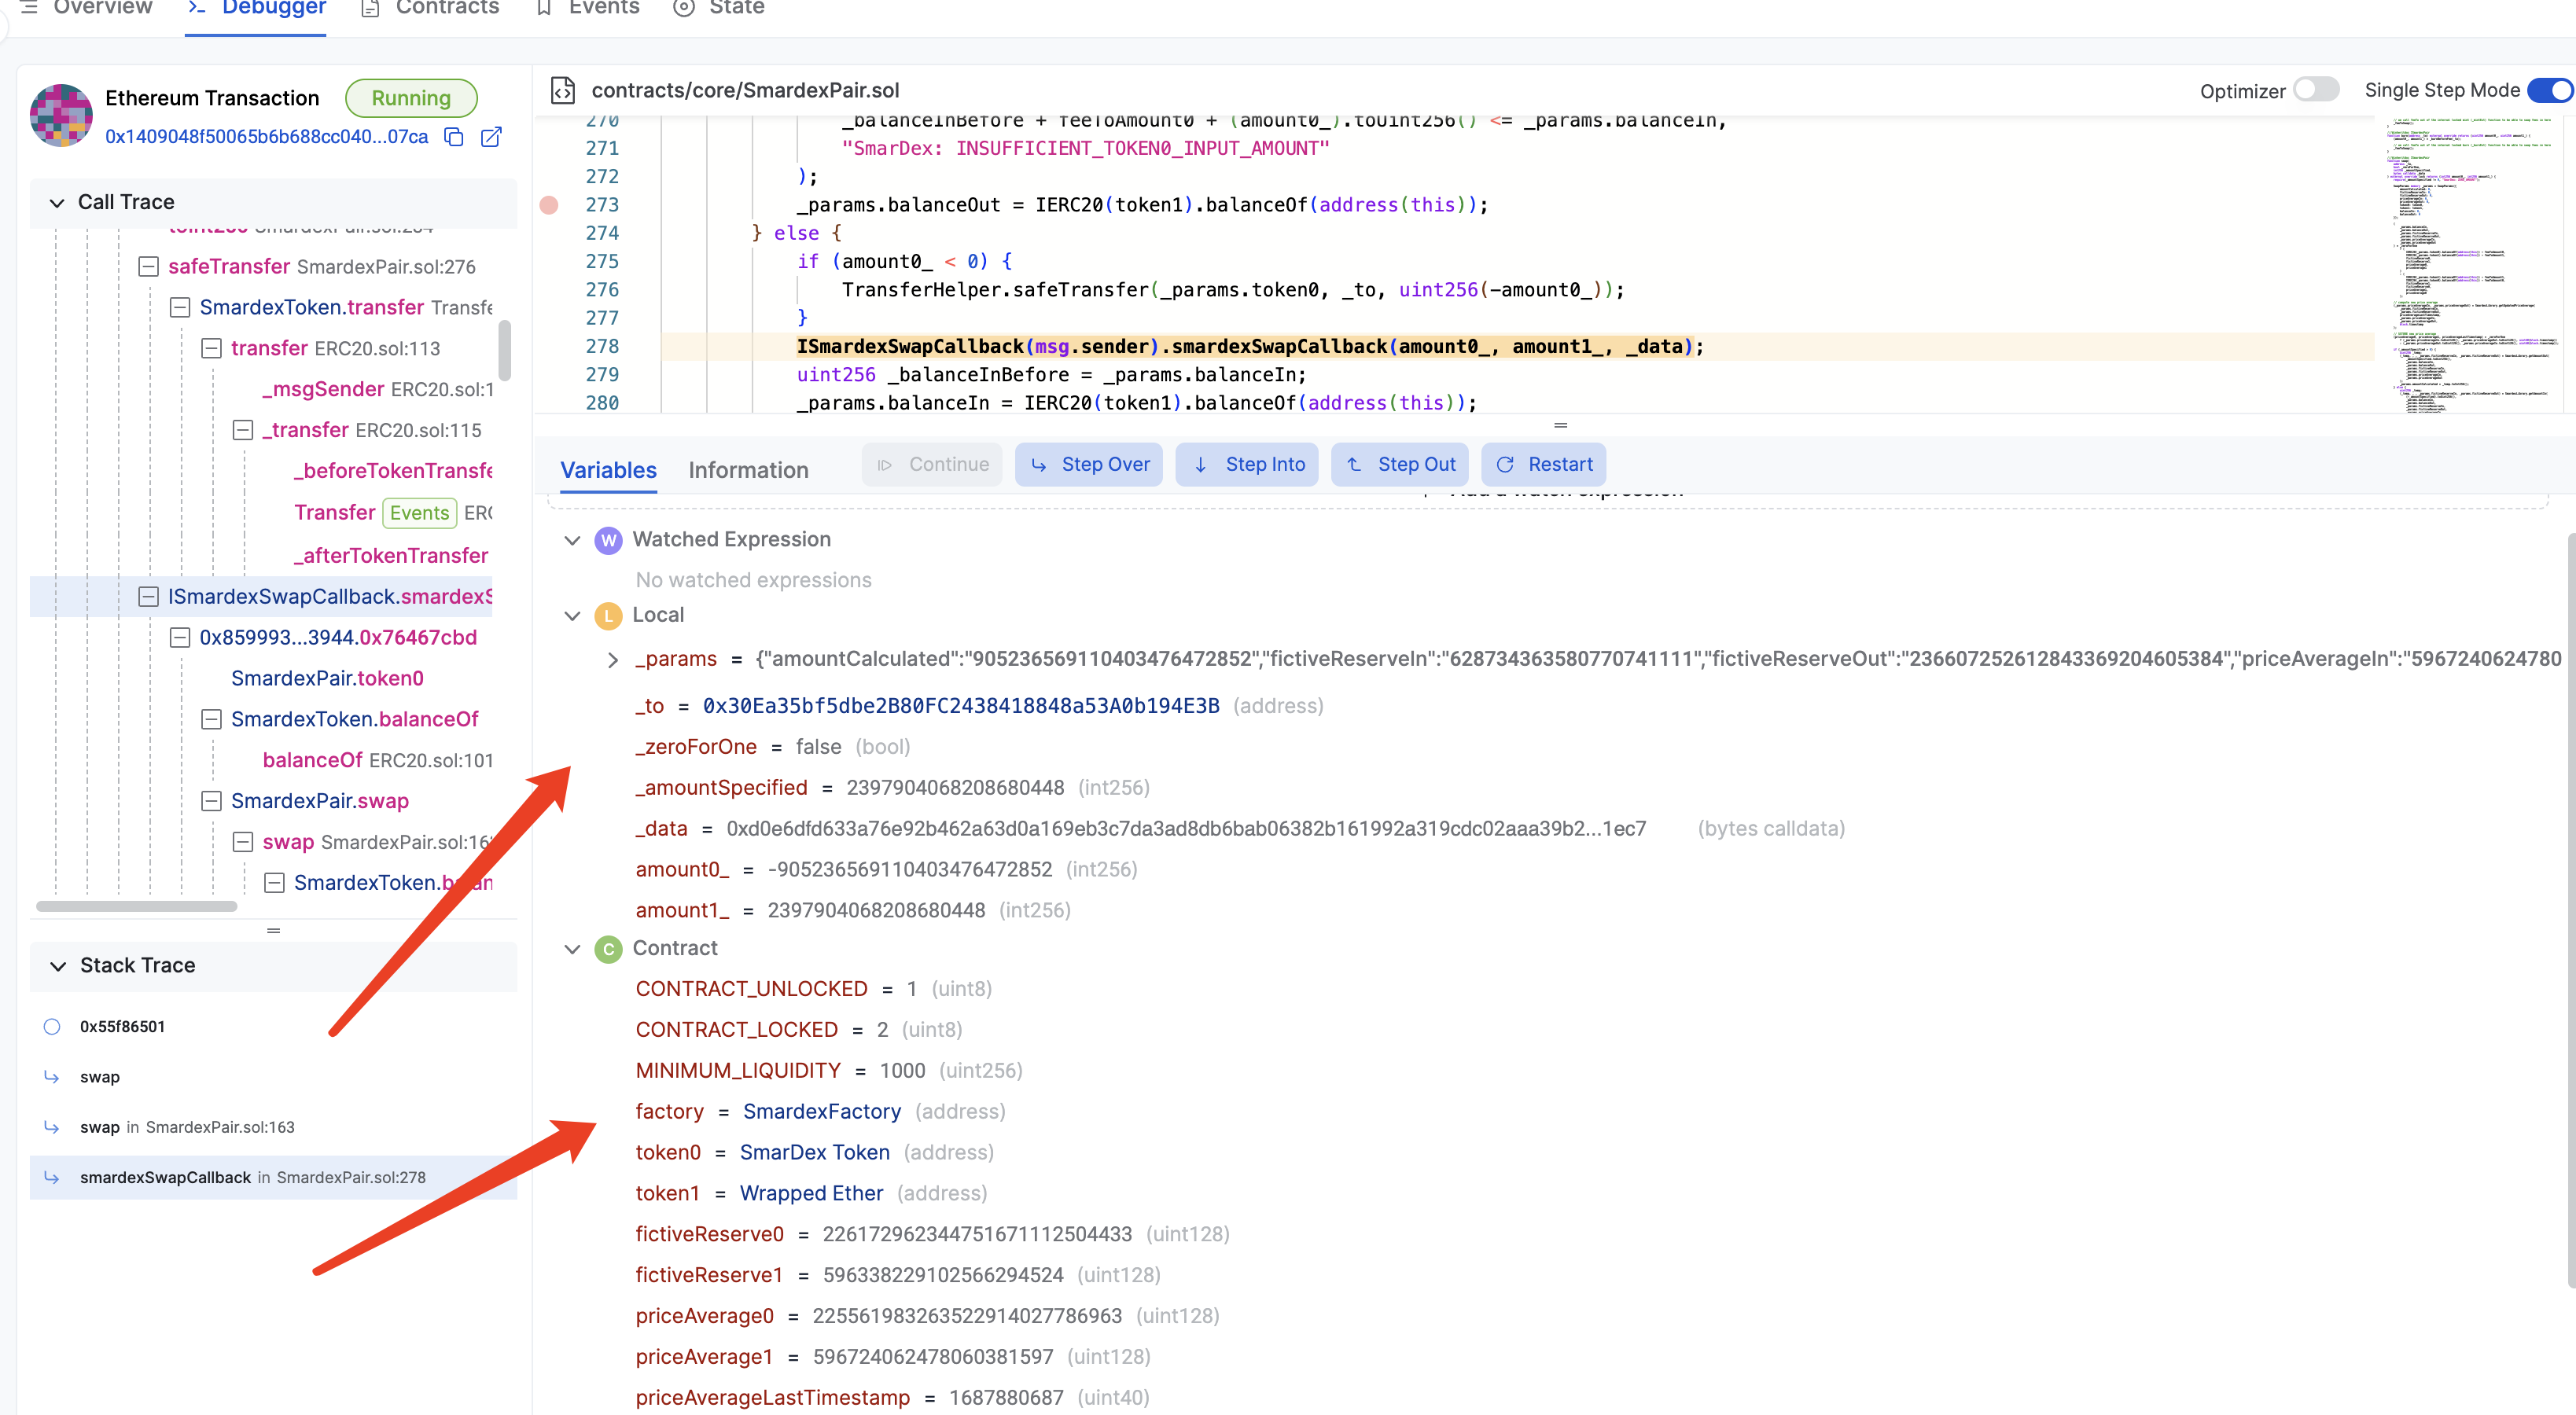 Overview
Debugger
Contracts
Events
State
Ethereum Transaction
Running
0x1409048f50065b6b688cc040...07ca
Call Trace
safeTransfer SmardexPair.sol:276
SmardexToken.transfer Transfe
transfer ERC20.sol:113
_msgSender ERC20.sol:1
_transfer ERC20.sol:115
_beforeTokenTransfe
Transfer Events ERC
_afterTokenTransfer
ISmardexSwapCallback.smardexS
0x859993...3944.0x76467cbd
SmardexPair.token0
SmardexToken.balanceOf
balanceOf ERC20.sol:101
SmardexPair.swap
swap SmardexPair.sol:16
SmardexToken.
Stack Trace
0x55f86501
swap
swap in SmardexPair.sol:163
smardexSwapCallback in SmardexPair.sol:278
contracts/core/SmardexPair.sol
Optimizer
Single Step Mode
270 _balanceInBefore + feeToAmount0 + (amount0_).toUint256() <= _params.balanceIn,
271 "SmarDex: INSUFFICIENT_TOKEN0_INPUT_AMOUNT"
272 );
273 _params.balanceOut = IERC20(token1).balanceOf(address(this));
274 } else {
275 if (amount0_ < 0) {
276 TransferHelper.safeTransfer(_params.token0, _to, uint256(-amount0_));
277 }
278 ISmardexSwapCallback(msg.sender).smardexSwapCallback(amount0_, amount1_, _data);
279 uint256 _balanceInBefore = _params.balanceIn;
280 _params.balanceIn = IERC20(token1).balanceOf(address(this));
Variables
Information
Continue
Step Over
Step Into
Step Out
Restart
W Watched Expression
No watched expressions
L Local
_params = {"amountCalculated":"905236569110403476472852","fictiveReserveIn":"628734363580770741111","fictiveReserveOut":"23660725261284336920460538​4","priceAverageIn":"5967240624780
_to = 0x30Ea35bf5dbe2B80FC2438418848a53A0b194E3B (address)
_zeroForOne = false (bool)
_amountSpecified = 2397904068208680448 (int256)
_data = 0xd0e6dfd633a76e92b462a63d0a169eb3c7da3ad8db6bab06382b161992a319cdc02aaa39b2...1ec7 (bytes calldata)
amount0_ = -905236569110403476472852 (int256)
amount1_ = 2397904068208680448 (int256)
C Contract
CONTRACT_UNLOCKED = 1 (uint8)
CONTRACT_LOCKED = 2 (uint8)
MINIMUM_LIQUIDITY = 1000 (uint256)
factory = SmardexFactory (address)
token0 = SmarDex Token (address)
token1 = Wrapped Ether (address)
fictiveReserve0 = 226172962344751671112504433 (uint128)
fictiveReserve1 = 596338229102566294524 (uint128)
priceAverage0 = 225561983263522914027786963 (uint128)
priceAverage1 = 596724062478060381597 (uint128)
priceAverageLastTimestamp = 1687880687 (uint40)